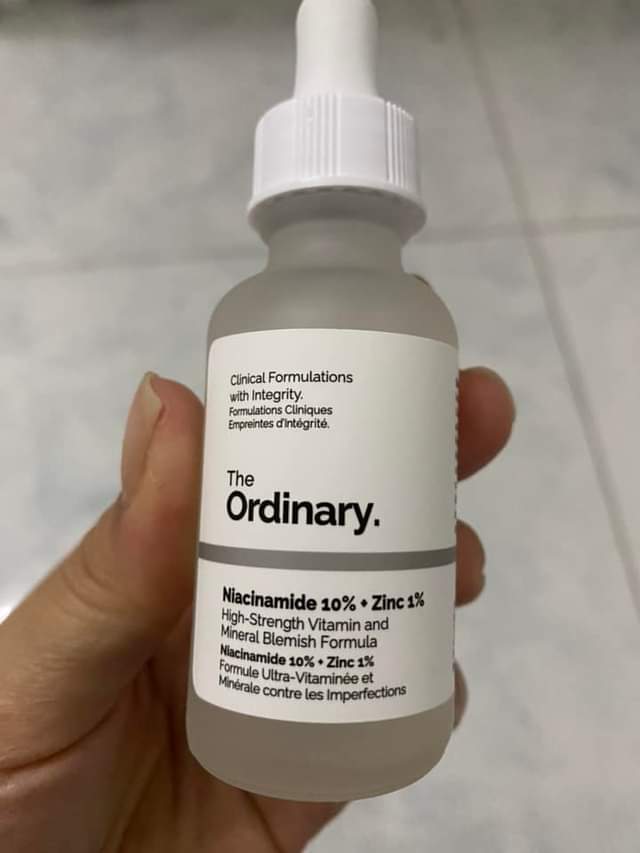 Clinical Formulations
with Integrity.
Formulations Cliniques
Empreintes d'Intégrité.
The
Ordinary.
Niacinamide 10% + Zinc 1%
High-Strength Vitamin and
Mineral Blemish Formula
Niacinamide 10% + Zinc 1%
Formule Ultra-Vitaminée et
Minérale contre les Imperfections